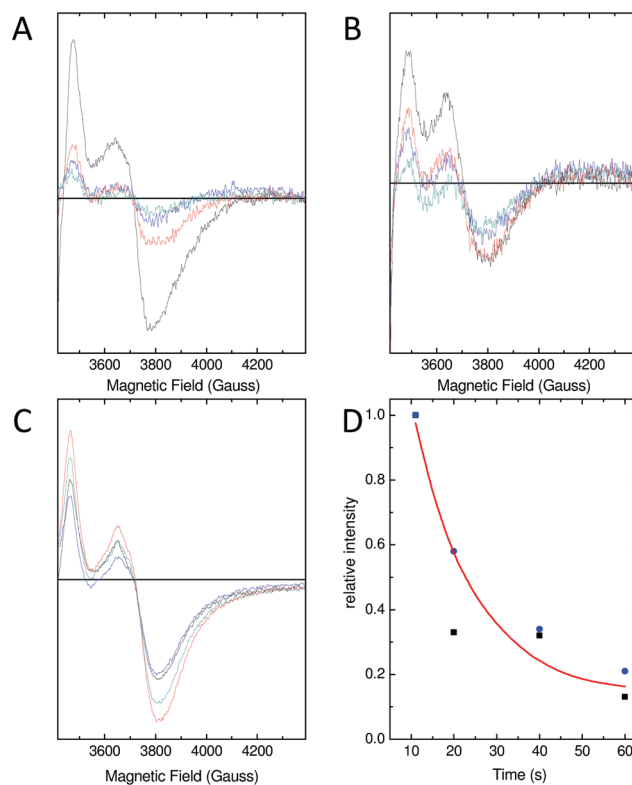 A
B
3600 3800 4000 4200
Magnetic Field (Gauss)
3600 3800 4000 4200
Magnetic Field (Gauss)
C
D
3600 3800 4000 4200
Magnetic Field (Gauss)
1.0
0.8
0.6
0.4
0.2
0.0
relative intensity
10 20 30 40 50 60
Time (s)